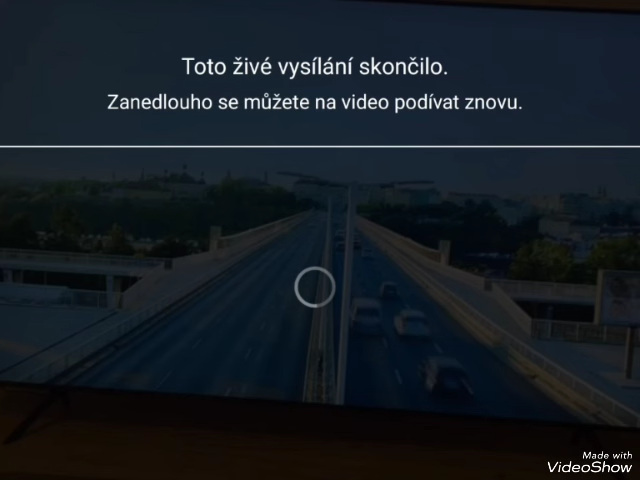 Toto živé vysílání skončilo.
Zanedlouho se můžete na video podívat znovu.
Made with
VideoShow